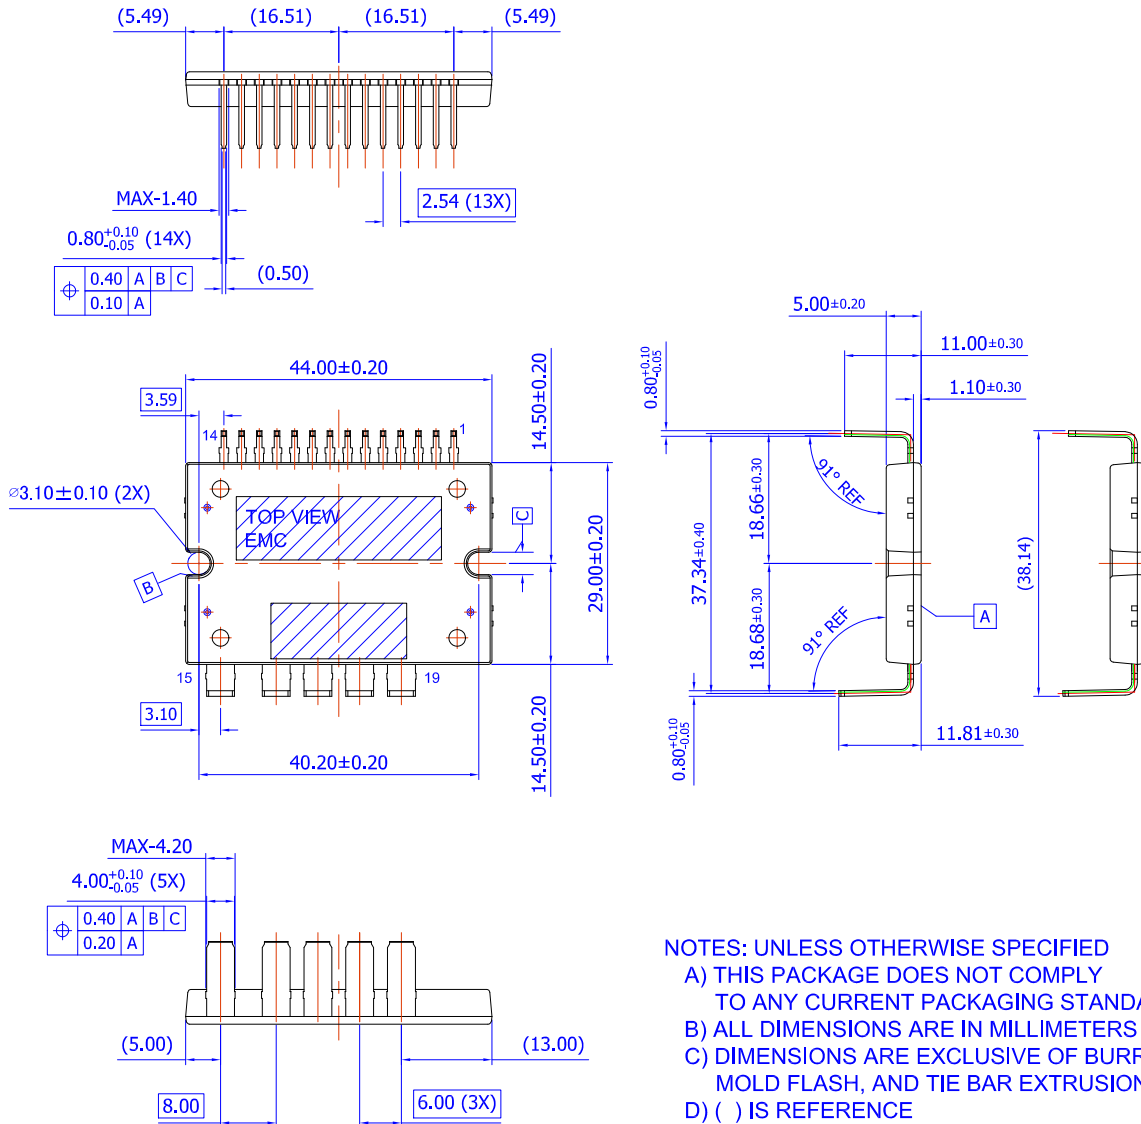 (5.49) (16.51) (16.51) (5.49)
MAX-1.40
2.54 (13X)
0.80+0.10-0.05 (14X)
(0.50)
0.40 A B C
0.10 A
44.00±0.20
3.59
14 1
14.50±0.20
⌀3.10±0.10 (2X)
TOP VIEW
EMC
C
B
29.00±0.20
15 19
3.10
40.20±0.20
14.50±0.20
5.00±0.20
11.00±0.30
1.10±0.30
0.80+0.10-0.05
91° REF
18.66±0.30
37.34±0.40
18.68±0.30
91° REF
A
(38.14)
0.80+0.10-0.05
11.81±0.30
MAX-4.20
4.00+0.10-0.05 (5X)
0.40 A B C
0.20 A
(5.00) (13.00)
8.00 6.00 (3X)
NOTES: UNLESS OTHERWISE SPECIFIED
A) THIS PACKAGE DOES NOT COMPLY
TO ANY CURRENT PACKAGING STANDA
B) ALL DIMENSIONS ARE IN MILLIMETERS
C) DIMENSIONS ARE EXCLUSIVE OF BURR
MOLD FLASH, AND TIE BAR EXTRUSION
D) ( ) IS REFERENCE